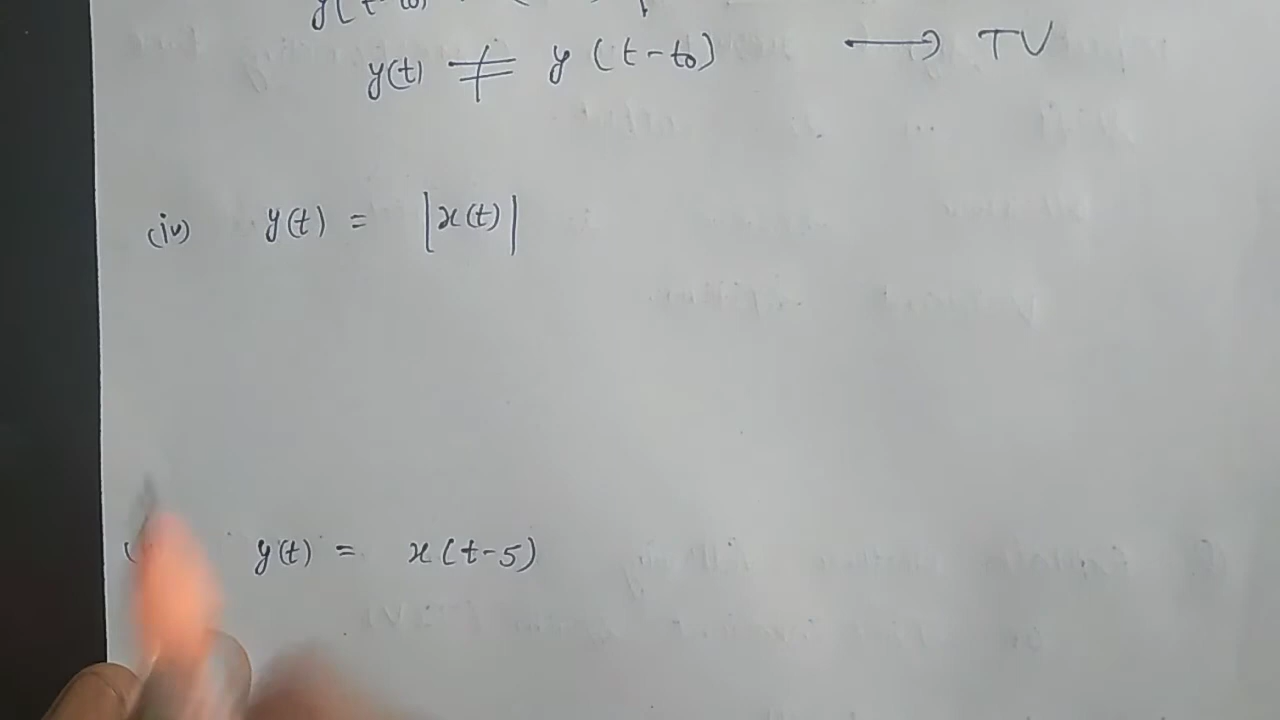 y(t) ≠ y(t-t₀) ⟶ TV
(iv) y(t) = |x(t)|
y(t) = x(t-5)